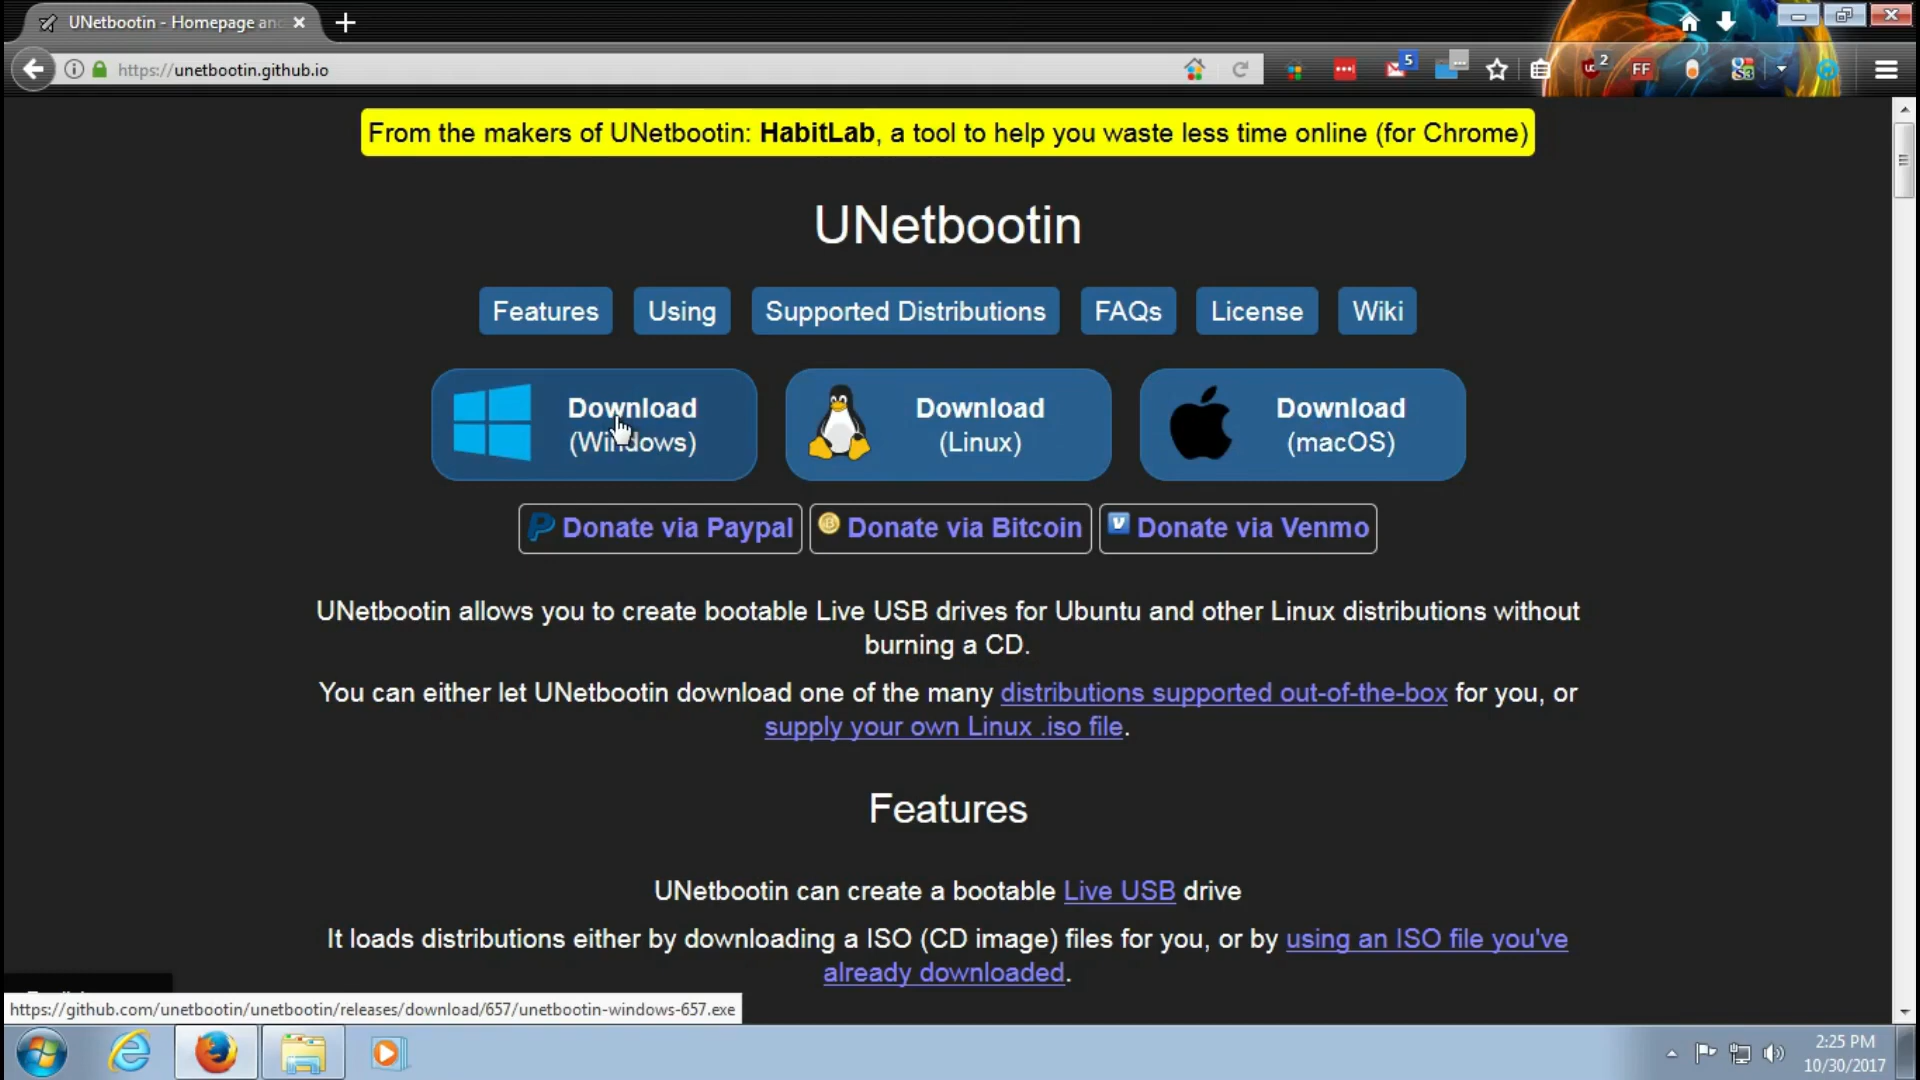 UNetbootin - Homepage and
https://unetbootin.github.io
5
2
FF
From the makers of UNetbootin: HabitLab, a tool to help you waste less time online (for Chrome)
UNetbootin
Features
Using
Supported Distributions
FAQs
License
Wiki
Download
(Windows)
Download
(Linux)
Download
(macOS)
Donate via Paypal
Donate via Bitcoin
Donate via Venmo
UNetbootin allows you to create bootable Live USB drives for Ubuntu and other Linux distributions without
burning a CD.
You can either let UNetbootin download one of the many distributions supported out-of-the-box for you, or
supply your own Linux .iso file.
Features
UNetbootin can create a bootable Live USB drive
It loads distributions either by downloading a ISO (CD image) files for you, or by using an ISO file you've
already downloaded.
https://github.com/unetbootin/unetbootin/releases/download/657/unetbootin-windows-657.exe
2:25 PM
10/30/2017